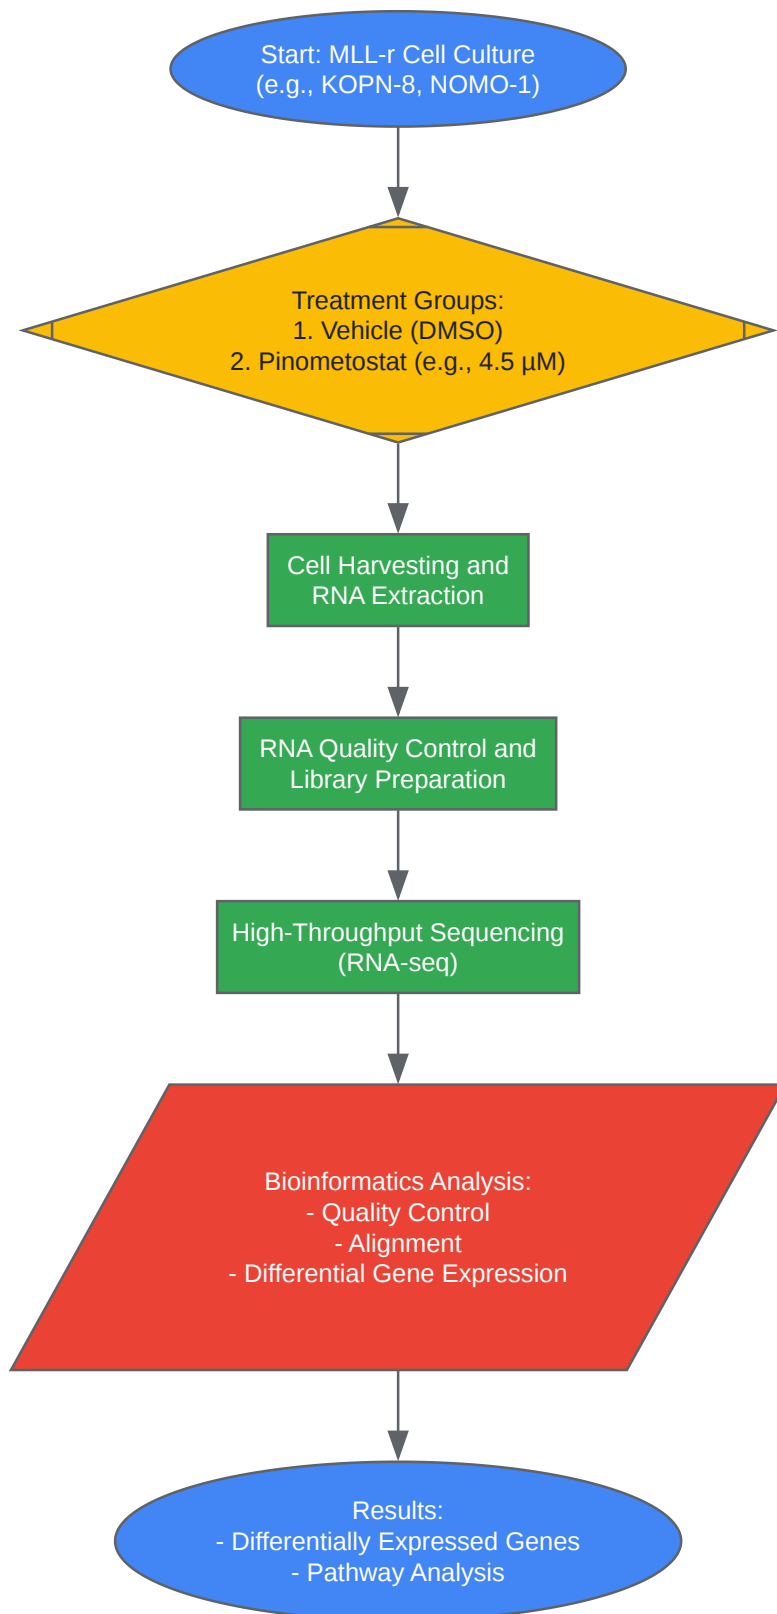 Start: MLL-r Cell Culture
(e.g., KOPN-8, NOMO-1)
Treatment Groups:
1. Vehicle (DMSO)
2. Pinometostat (e.g., 4.5 µM)
Cell Harvesting and
RNA Extraction
RNA Quality Control and
Library Preparation
High-Throughput Sequencing
(RNA-seq)
Bioinformatics Analysis:
- Quality Control
- Alignment
- Differential Gene Expression
Results:
- Differentially Expressed Genes
- Pathway Analysis